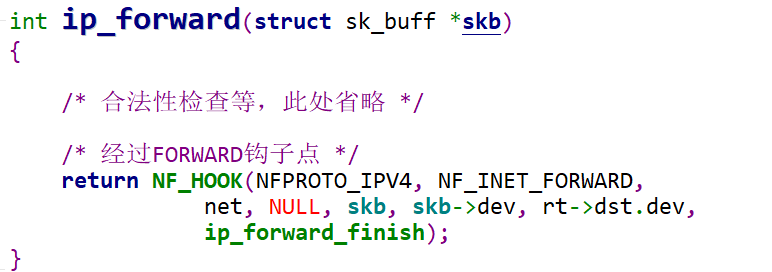 int ip_forward(struct sk_buff *skb)
{
/* 合法性检查等，此处省略 */
/* 经过FORWARD钩子点 */
return NF_HOOK(NFPROTO_IPV4, NF_INET_FORWARD,
net, NULL, skb, skb->dev, rt->dst.dev,
ip_forward_finish);
}